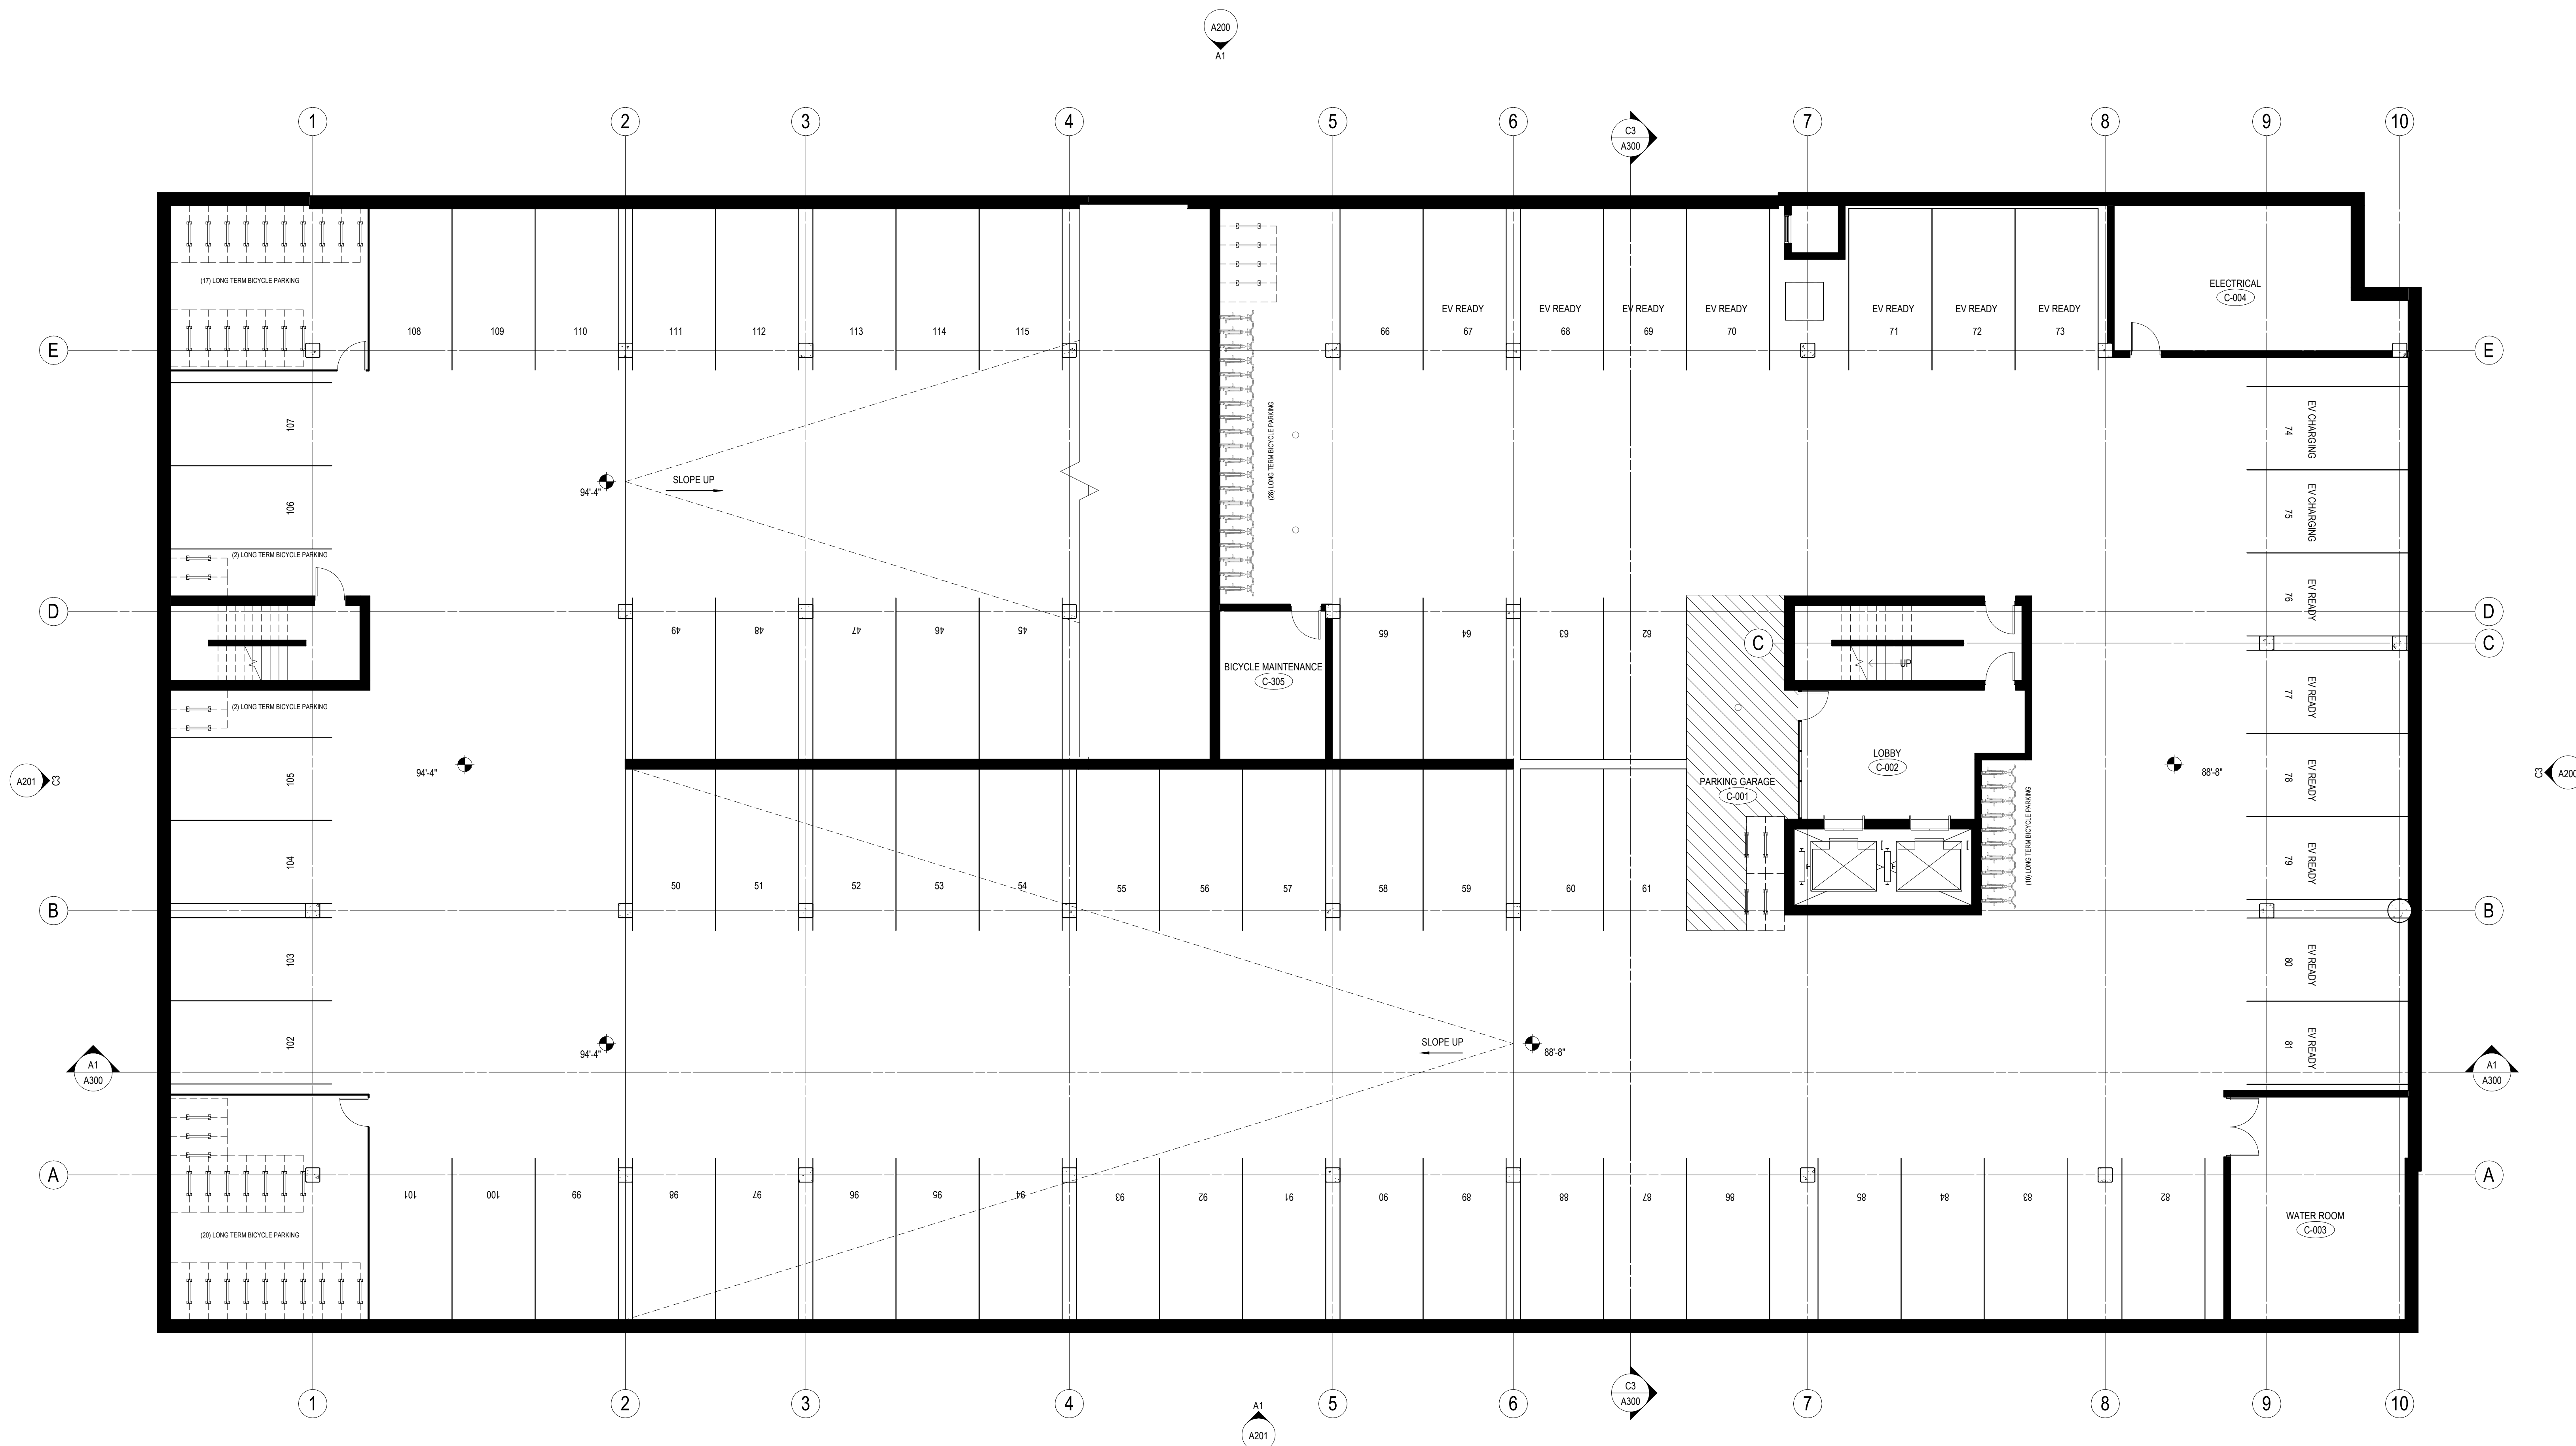 A200
A1
1
2
3
4
5
6
7
8
9
10
C3
A300
(17) LONG TERM BICYCLE PARKING
108
109
110
111
112
113
114
115
66
EV READY
67
EV READY
68
EV READY
69
EV READY
70
EV READY
71
EV READY
72
EV READY
73
ELECTRICAL
C-004
E
E
107
106
94'-4"
SLOPE UP
(28) LONG TERM BICYCLE PARKING
EV CHARGING
74
EV CHARGING
75
EV READY
76
(2) LONG TERM BICYCLE PARKING
D
D
49
48
47
46
45
65
64
63
62
C
C
UP
BICYCLE MAINTENANCE
C-305
(2) LONG TERM BICYCLE PARKING
EV READY
77
A201
C3
94'-4"
105
LOBBY
C-002
PARKING GARAGE
C-001
88'-8"
EV READY
78
C3
A200
(10) LONG TERM BICYCLE PARKING
104
50
51
52
53
54
55
56
57
58
59
60
61
EV READY
79
B
B
103
EV READY
80
102
94'-4"
SLOPE UP
88'-8"
EV READY
81
A1
A300
A1
A300
A
A
101
100
99
98
97
96
95
94
93
92
91
90
89
88
87
86
85
84
83
82
WATER ROOM
C-003
(20) LONG TERM BICYCLE PARKING
1
2
3
4
5
6
7
8
9
10
C3
A300
A1
A201